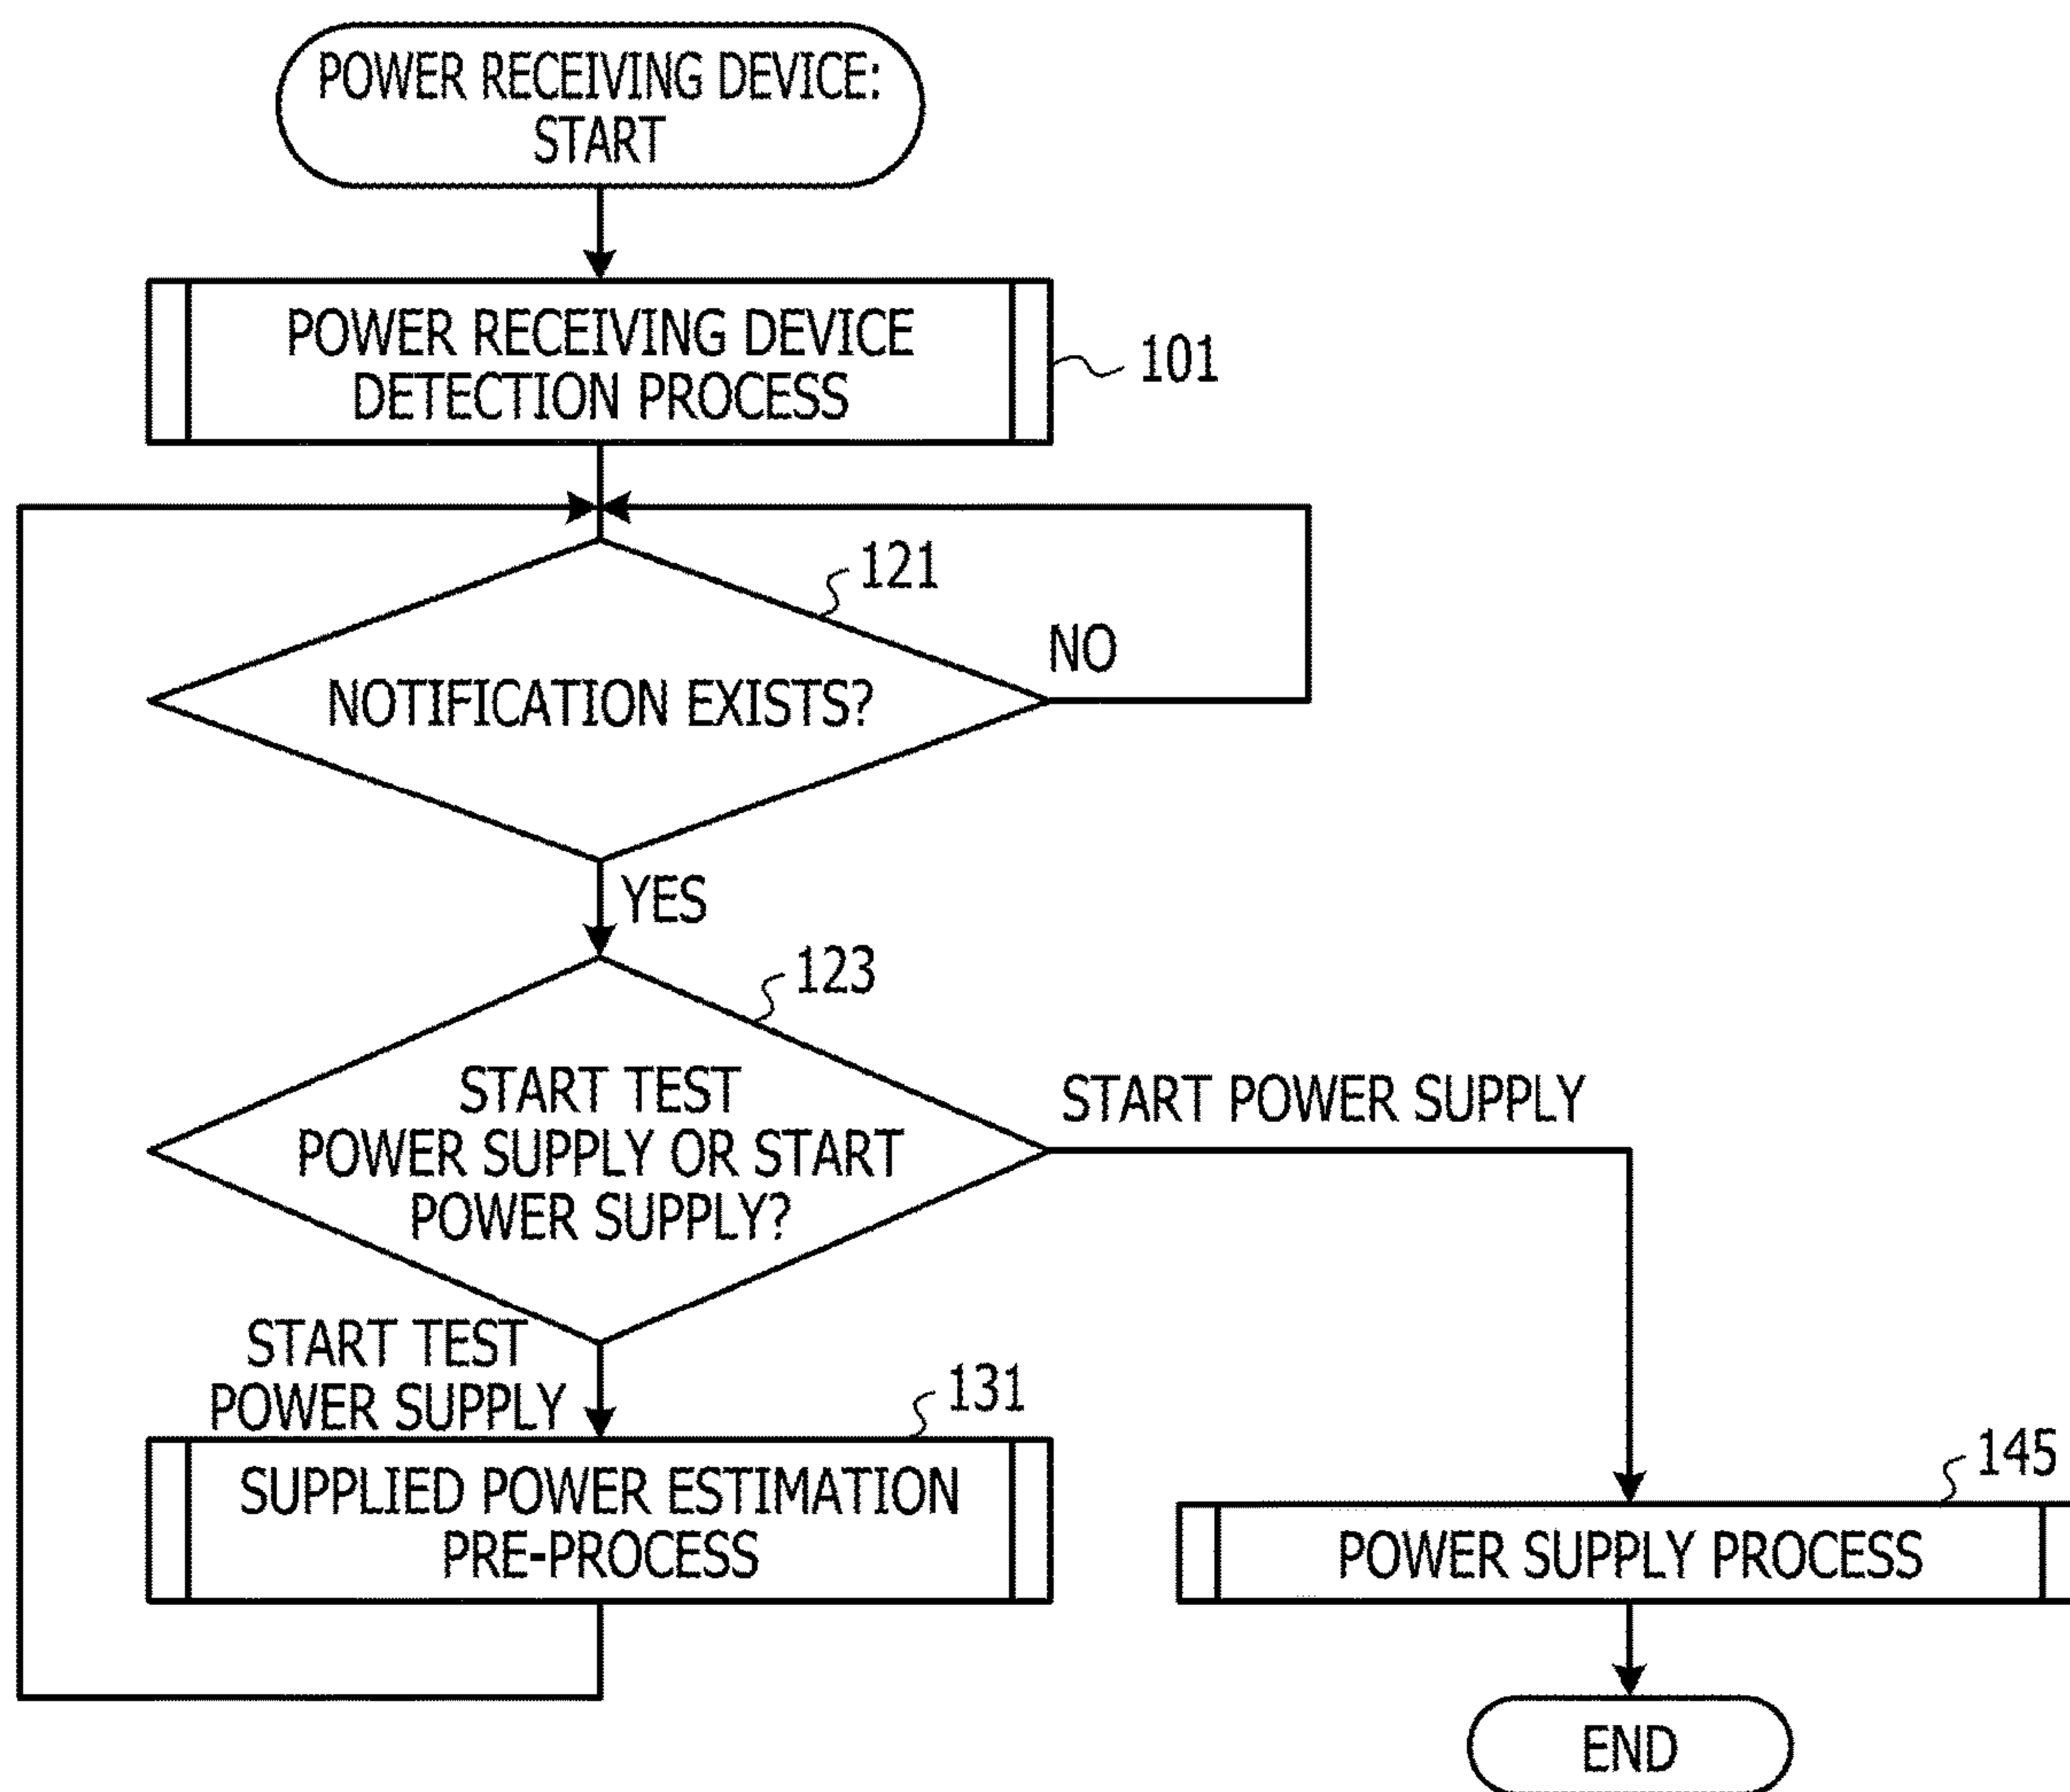 POWER RECEIVING DEVICE:
START
POWER RECEIVING DEVICE
DETECTION PROCESS
101
121
NOTIFICATION EXISTS?
NO
YES
123
START TEST
POWER SUPPLY OR START
POWER SUPPLY?
START POWER SUPPLY
START TEST
POWER SUPPLY
131
SUPPLIED POWER ESTIMATION
PRE-PROCESS
145
POWER SUPPLY PROCESS
END